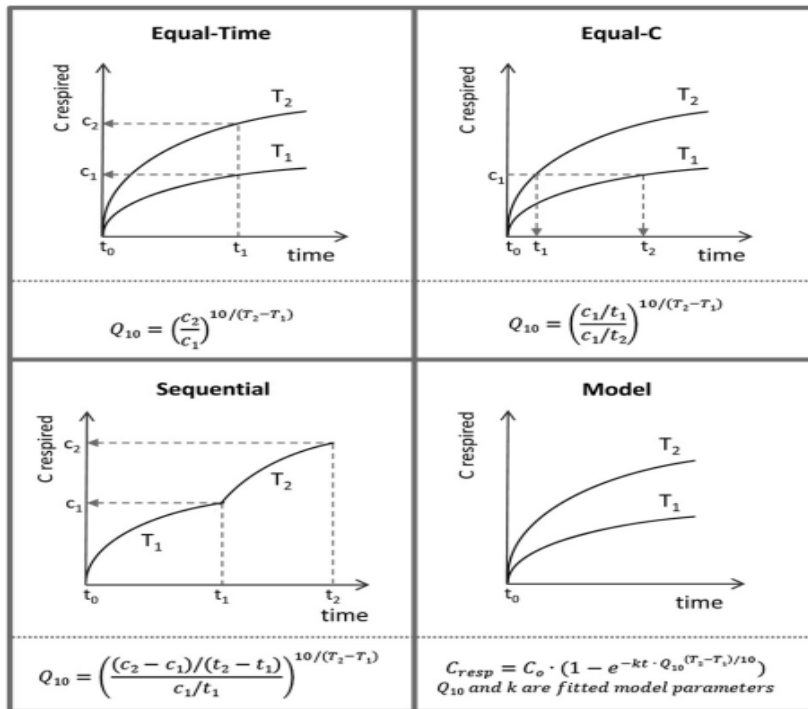 Equal-Time
C respired
T₂
c₂
T₁
c₁
t₀
t₁
time
Q₁₀ = (c₂/c₁)^10/(T₂−T₁)
Equal-C
C respired
T₂
T₁
c₁
t₀
t₁
t₂
time
Q₁₀ = ((c₁/t₁)/(c₁/t₂))^10/(T₂−T₁)
Sequential
C respired
c₂
T₂
c₁
T₁
t₀
t₁
t₂
time
Q₁₀ = (((c₂ − c₁)/(t₂ − t₁))/(c₁/t₁))^10/(T₂−T₁)
Model
C respired
T₂
T₁
t₀
time
C_resp = C_o · (1 − e^−kt · Q₁₀^(T₂−T₁)/10)
Q₁₀ and k are fitted model parameters